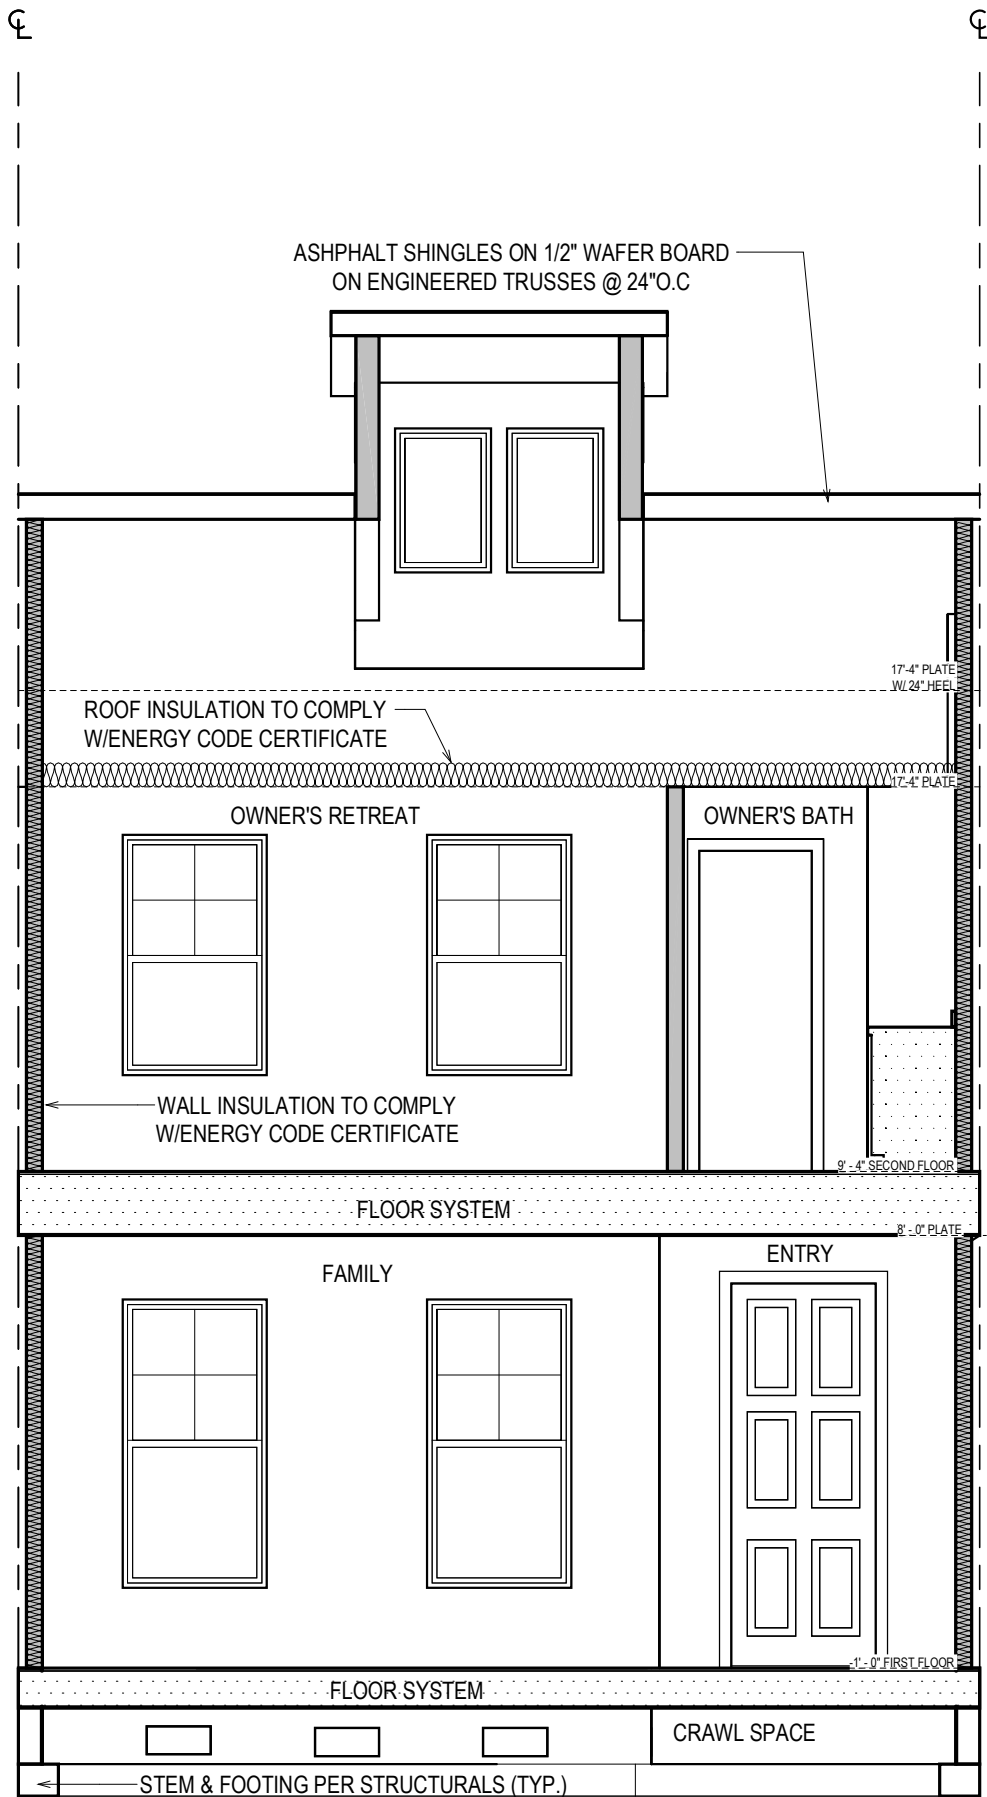 ℄ ℄
ASHPHALT SHINGLES ON 1/2" WAFER BOARD
ON ENGINEERED TRUSSES @ 24"O.C
17'-4" PLATE
W/ 24" HEEL
ROOF INSULATION TO COMPLY
W/ENERGY CODE CERTIFICATE
17'-4" PLATE
OWNER'S RETREAT
OWNER'S BATH
WALL INSULATION TO COMPLY
W/ENERGY CODE CERTIFICATE
9' - 4" SECOND FLOOR
FLOOR SYSTEM
8' - 0" PLATE
ENTRY
FAMILY
-1' - 0" FIRST FLOOR
FLOOR SYSTEM
CRAWL SPACE
STEM & FOOTING PER STRUCTURALS (TYP.)